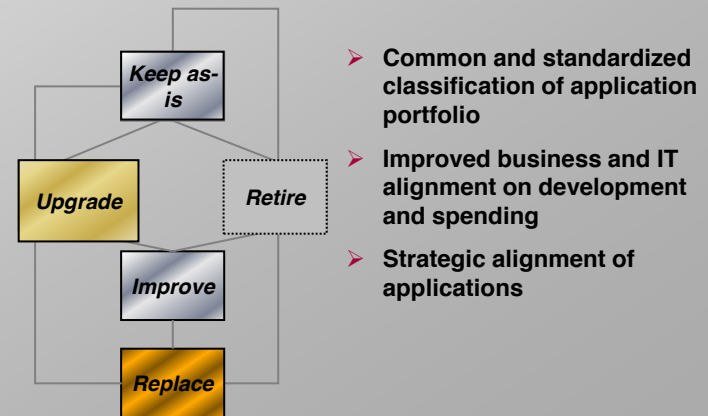 Keep as-
is
Upgrade
Retire
Improve
Replace
➢ Common and standardized
classification of application
portfolio
➢ Improved business and IT
alignment on development
and spending
➢ Strategic alignment of
applications